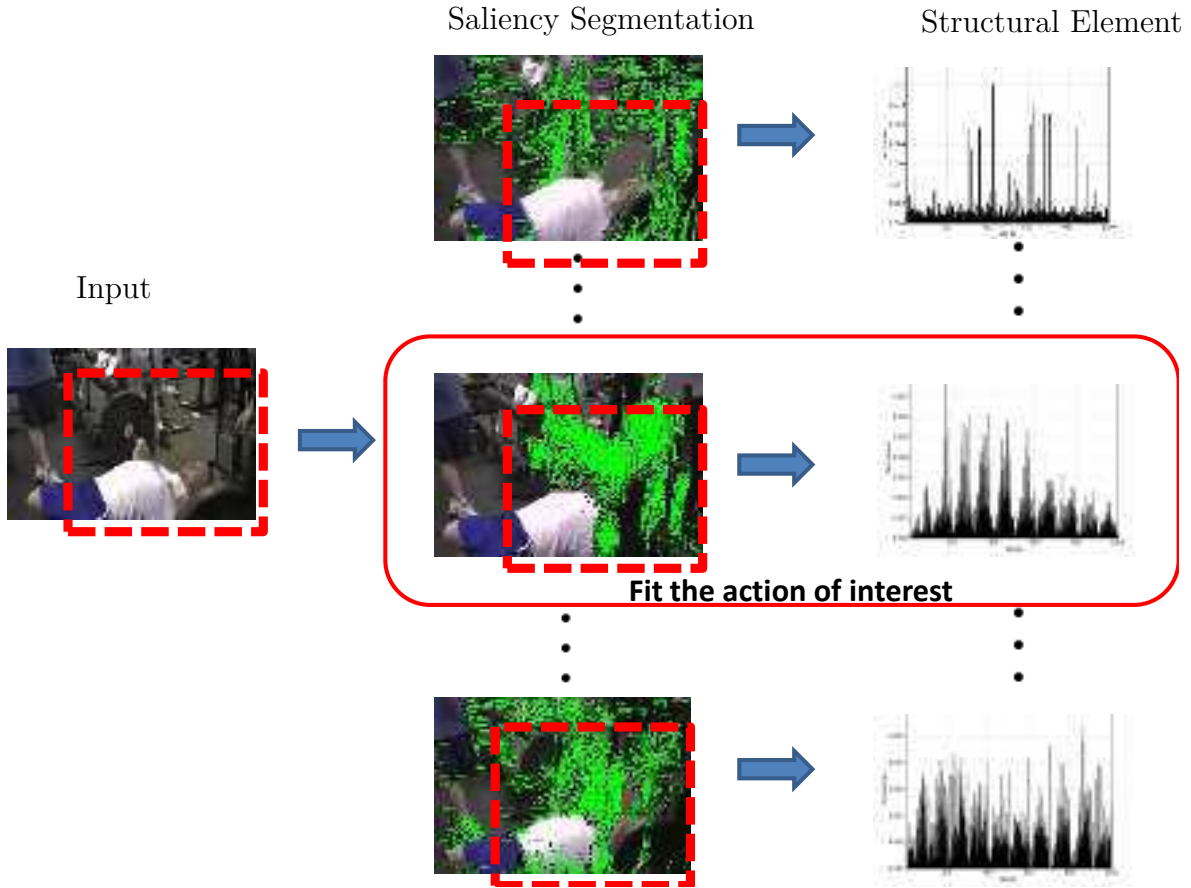 Saliency Segmentation
Structural Element
Input
Fit the action of interest